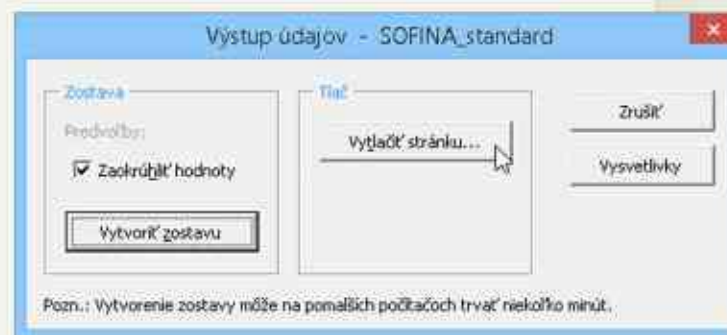 Výstup údajov - SOFINA_standard
Zostava
Predvoľby:
Zaokrúhliť hodnoty
Vytvoriť zostavu
Tlač
Vytlačiť stránku...
Zrušiť
Vysvetlivky
Pozn.: Vytvorenie zostavy môže na pomalších počítačoch trvať niekoľko minút.